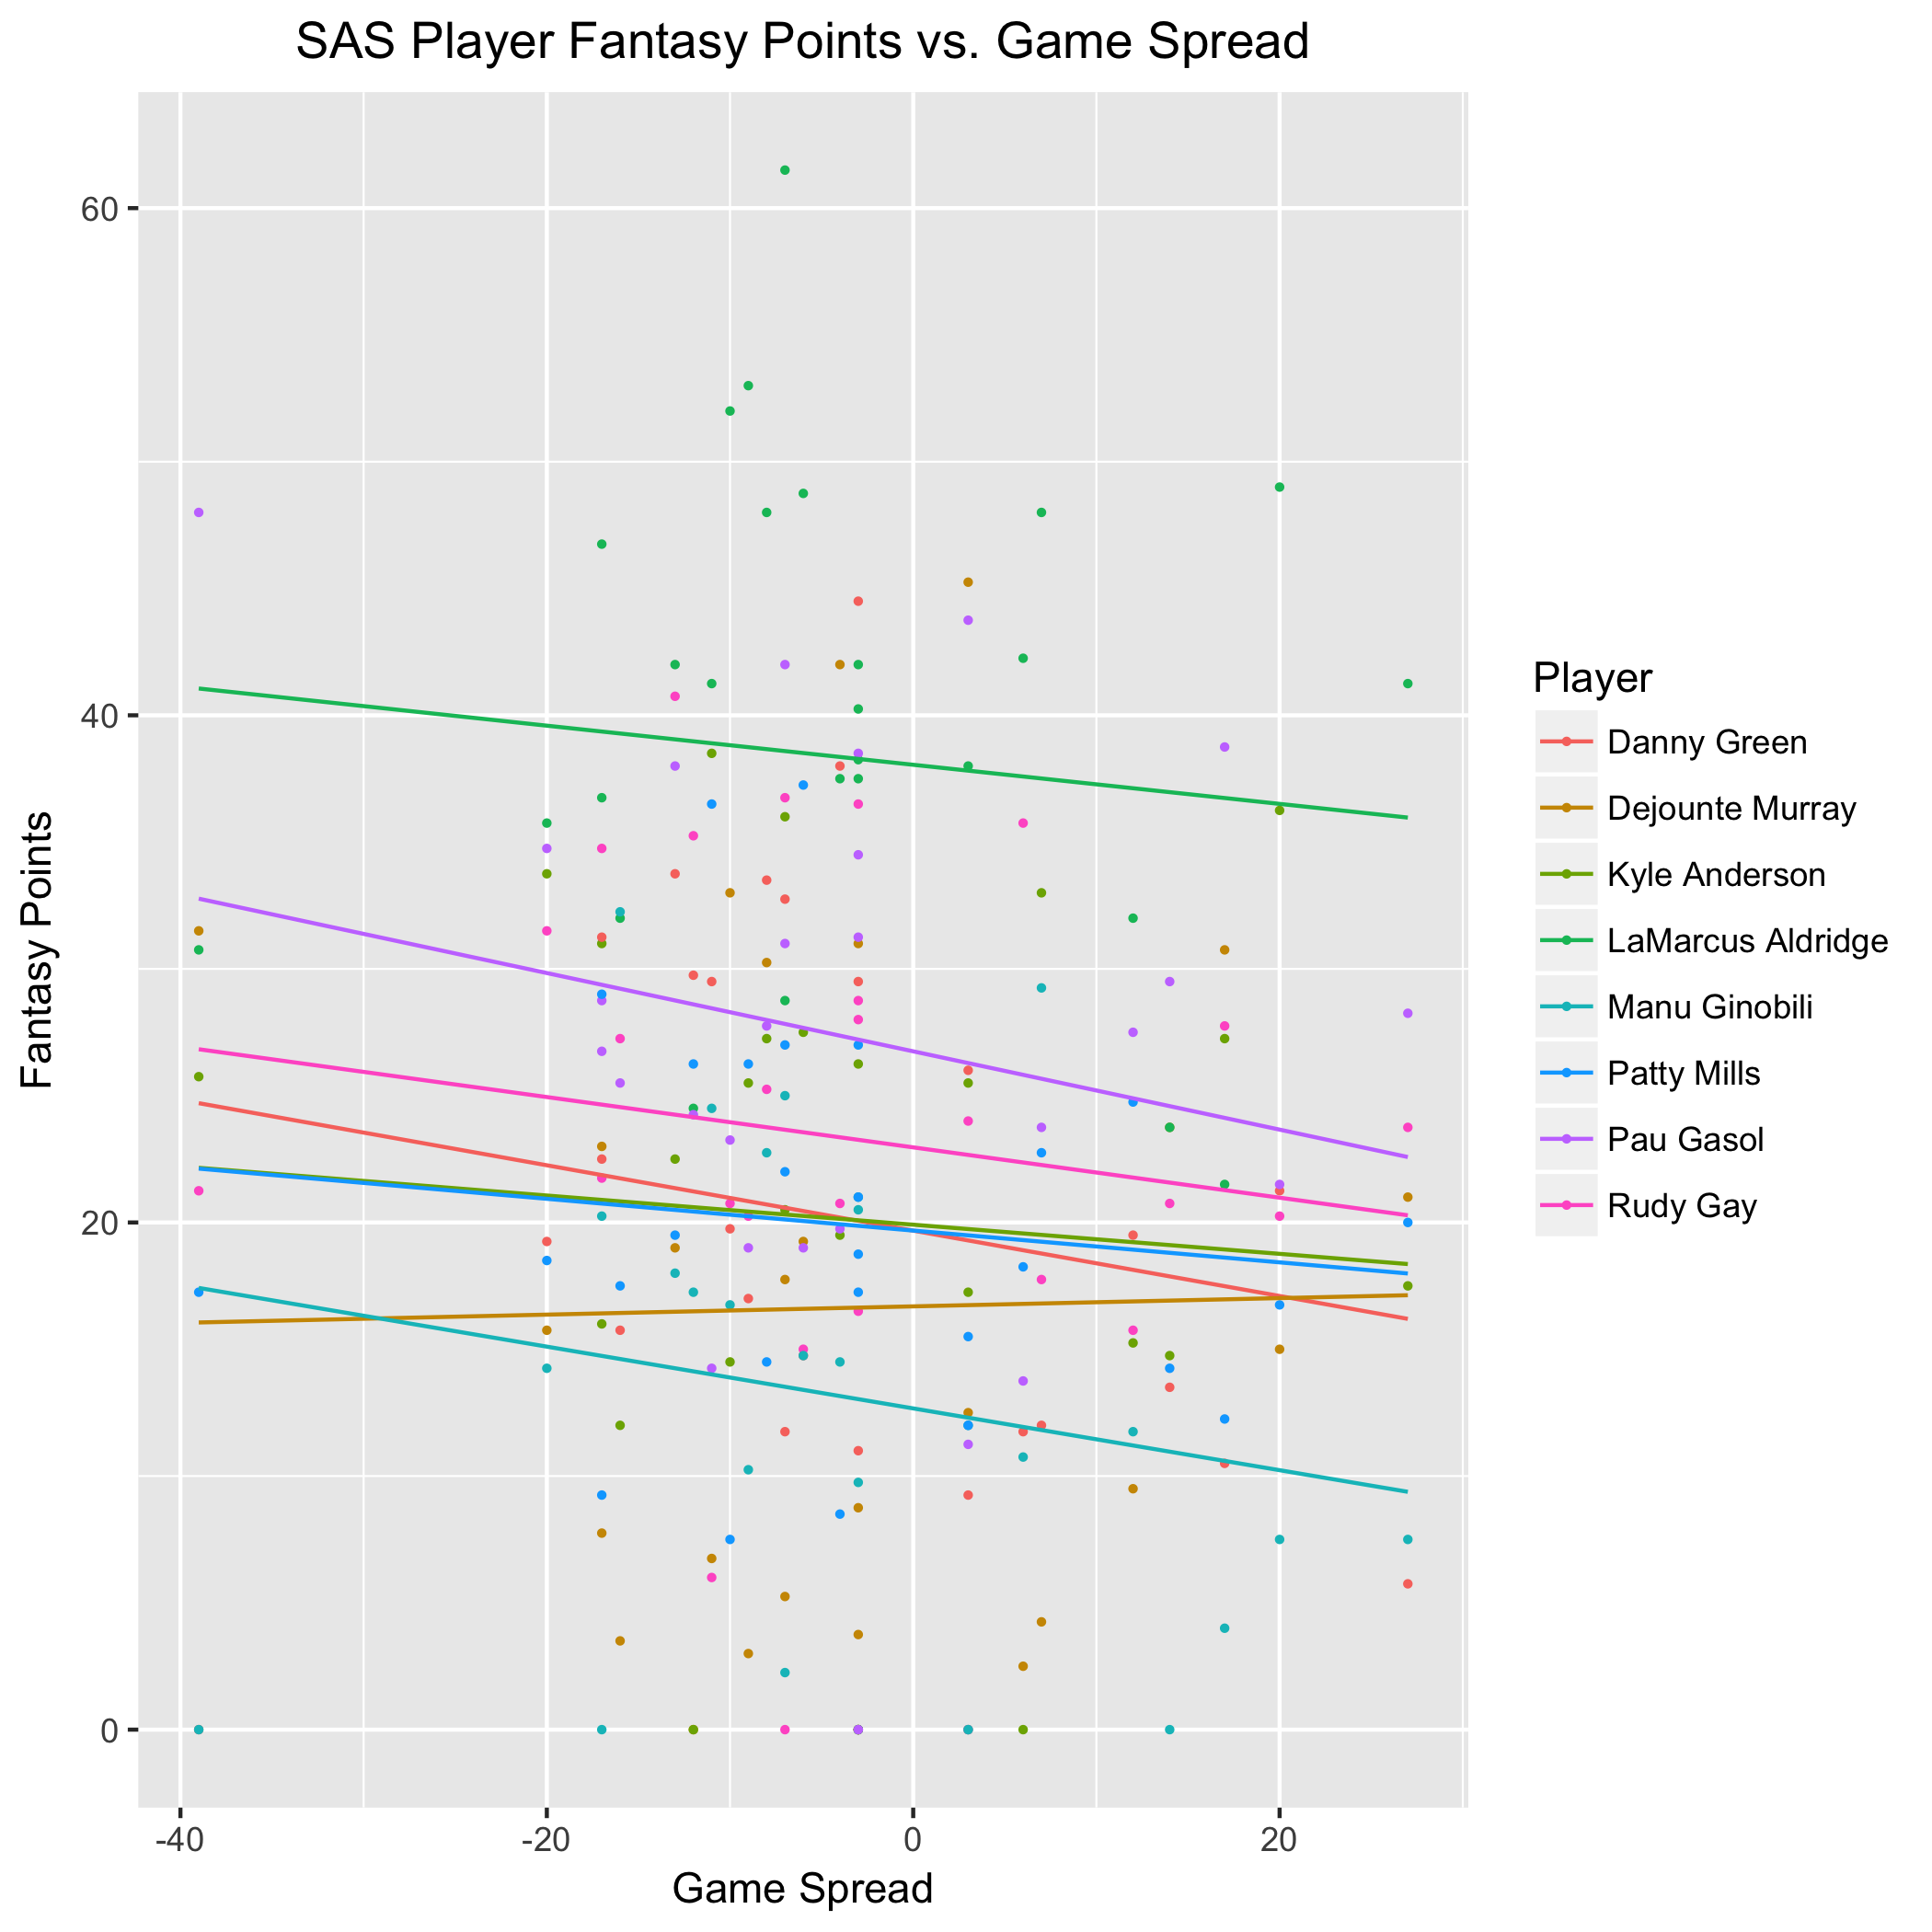 SAS Player Fantasy Points vs. Game Spread
60
40
20
0
Fantasy Points
-40
-20
0
20
Game Spread
Player
Danny Green
Dejounte Murray
Kyle Anderson
LaMarcus Aldridge
Manu Ginobili
Patty Mills
Pau Gasol
Rudy Gay